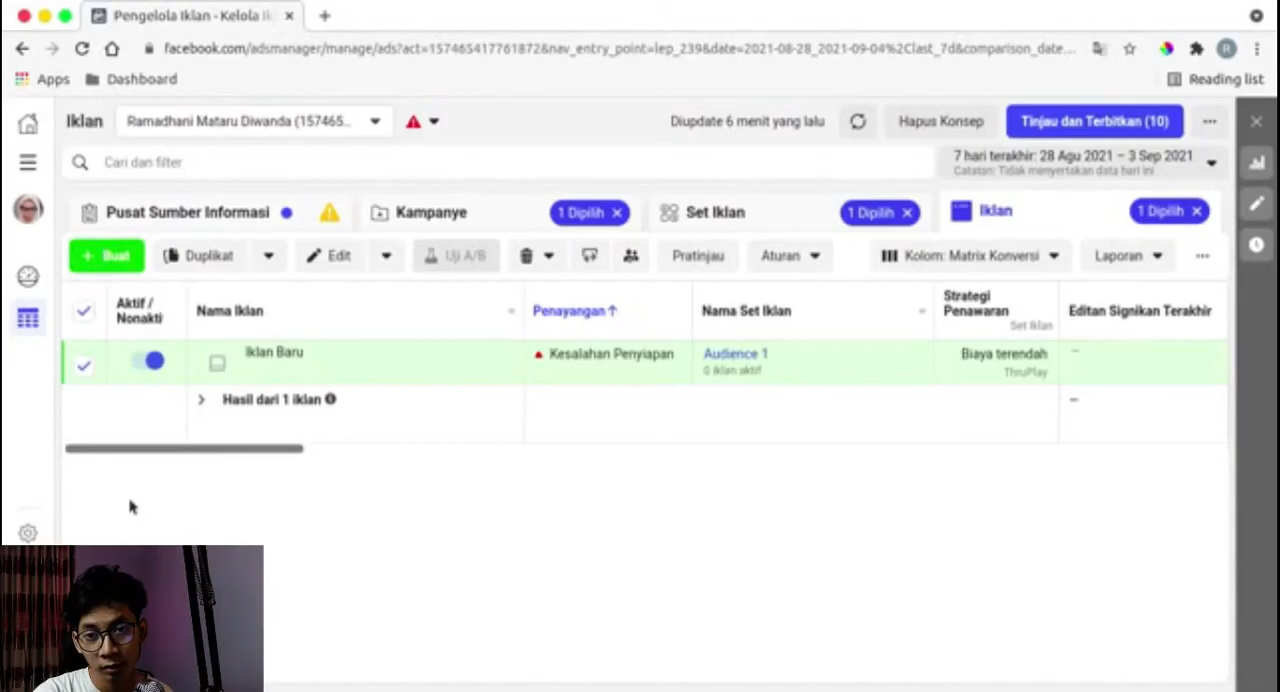 Pengelola Iklan - Kelola Ik
facebook.com/adsmanager/manage/ads?act=157465417761872&nav_entry_point=lep_239&date=2021-08-28_2021-09-04%2Clast_7d&comparison_date...
Apps Dashboard Reading list
R
Iklan Ramadhani Mataru Diwanda (157465... Diupdate 6 menit yang lalu Hapus Konsep Tinjau dan Terbitkan (10)
Cari dan filter 7 hari terakhir: 28 Agu 2021 – 3 Sep 2021
Catatan: Tidak menyertakan data hari ini
Pusat Sumber Informasi Kampanye 1 Dipilih × Set Iklan 1 Dipilih × Iklan 1 Dipilih ×
+ Buat Duplikat Edit Uji A/B Pratinjau Aturan Kolom: Matrix Konversi Laporan ...
Aktif / Nonakti
Nama Iklan
Penayangan↑
Nama Set Iklan
Strategi Penawaran
Set Iklan
Editan Signikan Terakhir
Iklan Baru Kesalahan Penyiapan Audience 1 Biaya terendah —
0 iklan aktif ThruPlay
Hasil dari 1 iklan —